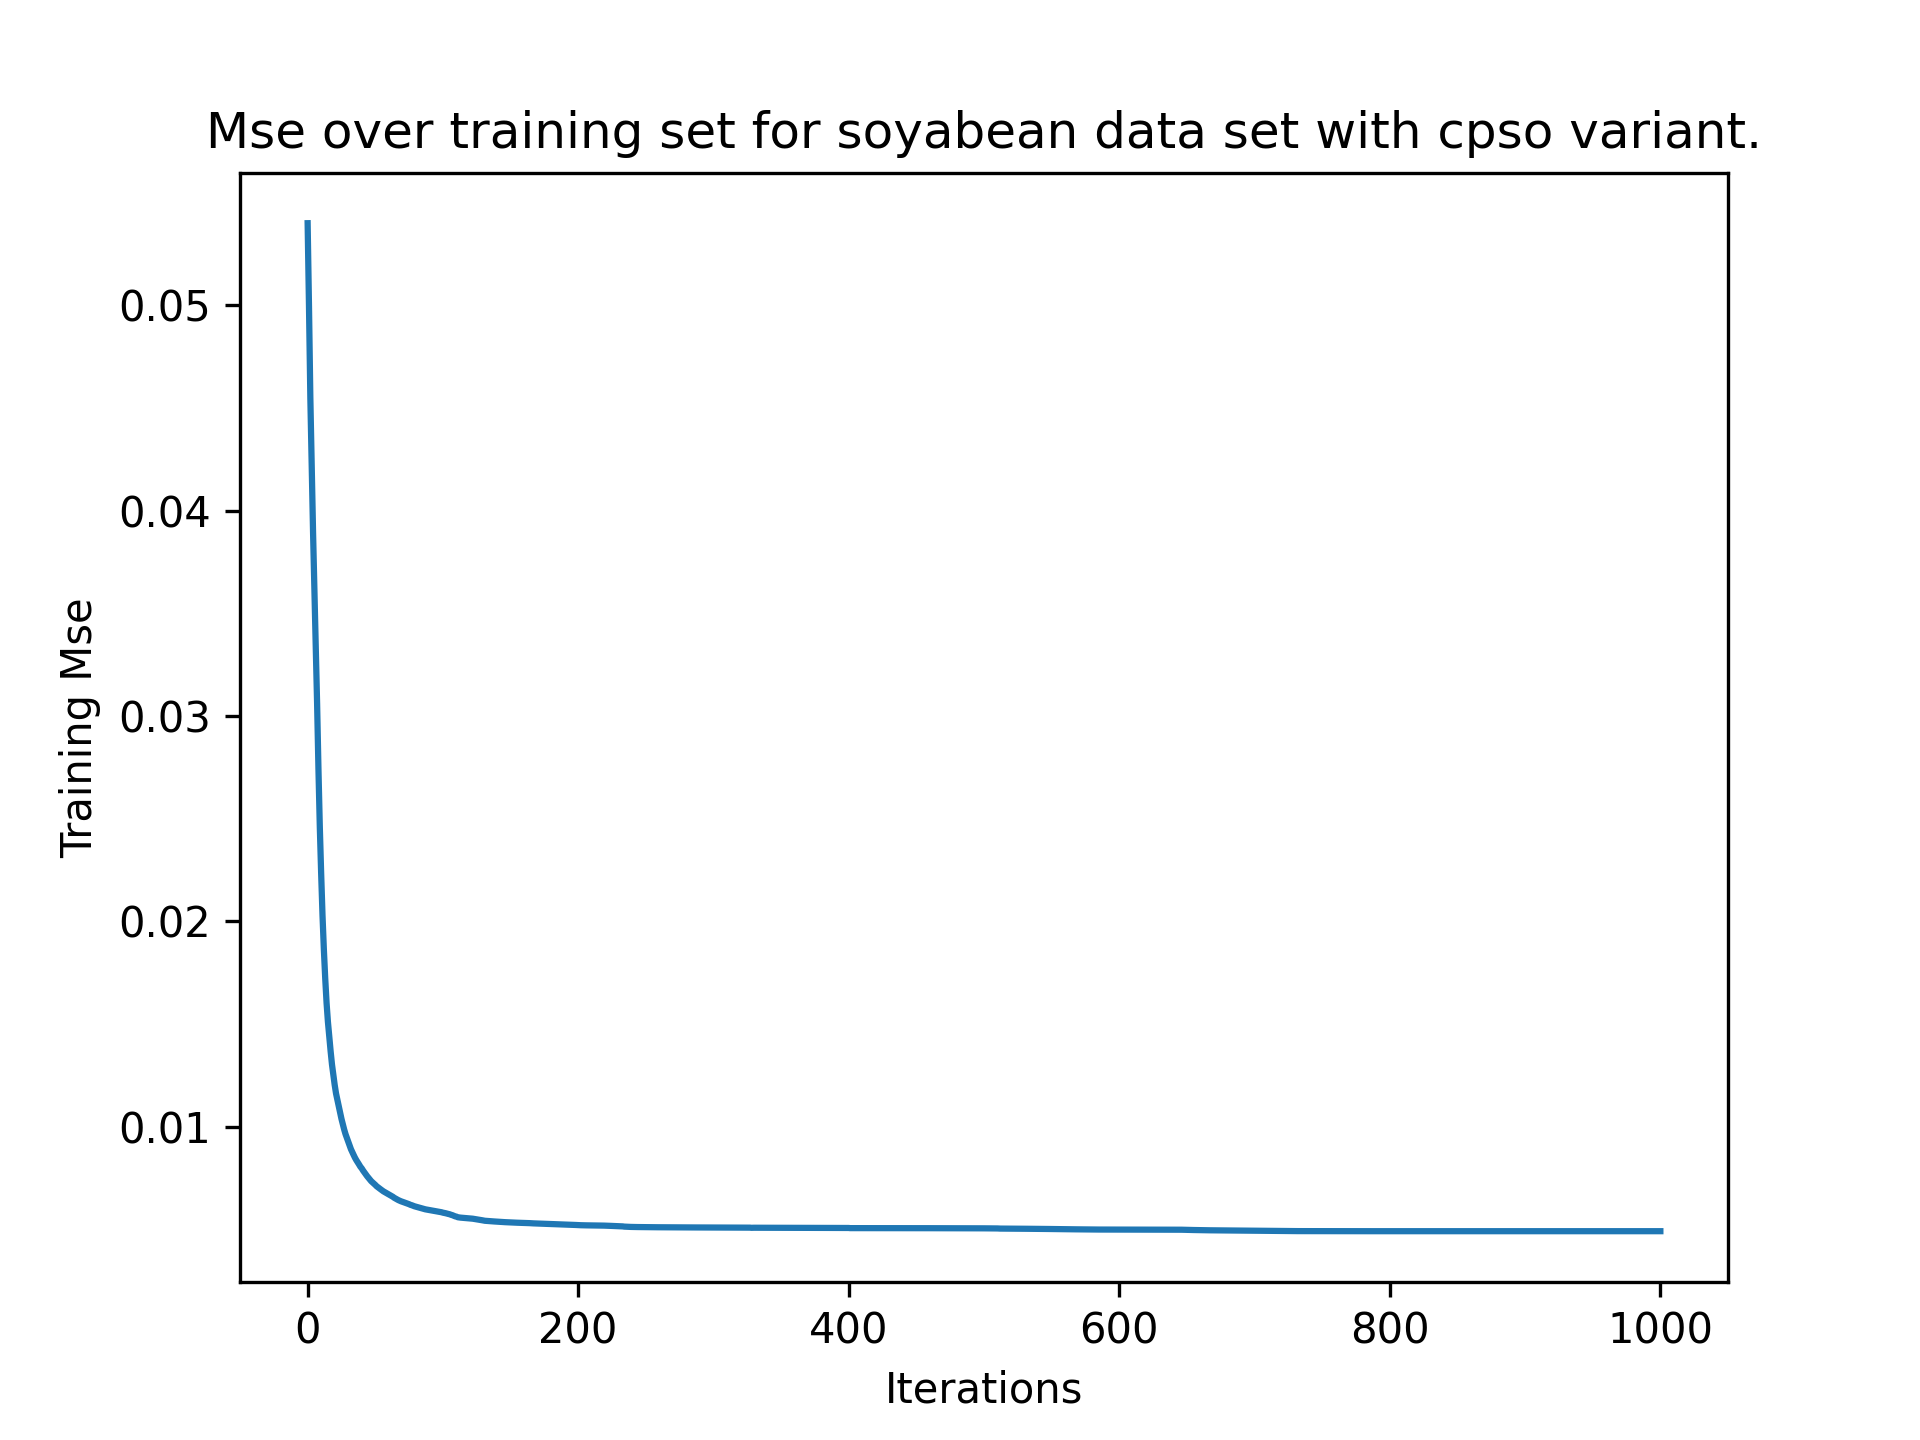 Mse over training set for soyabean data set with cpso variant.
0.05
0.04
0.03
0.02
0.01
Training Mse
0 200 400 600 800 1000
Iterations